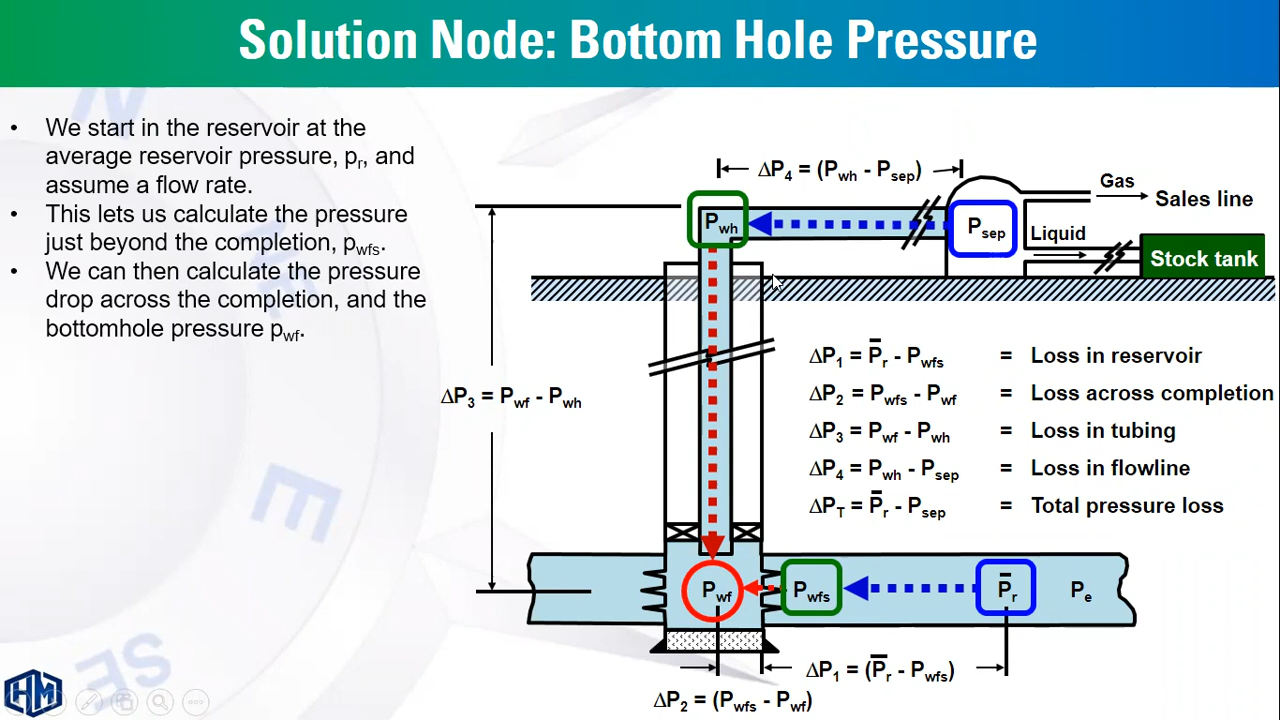 Solution Node: Bottom Hole Pressure
• We start in the reservoir at the
average reservoir pressure, pr, and
assume a flow rate.
• This lets us calculate the pressure
just beyond the completion, pwfs.
• We can then calculate the pressure
drop across the completion, and the
bottomhole pressure pwf.
ΔP4 = (Pwh - Psep)
Gas
Sales line
Pwh
Psep
Liquid
Stock tank
ΔP1 = P̄r - Pwfs = Loss in reservoir
ΔP2 = Pwfs - Pwf = Loss across completion
ΔP3 = Pwf - Pwh
ΔP3 = Pwf - Pwh = Loss in tubing
ΔP4 = Pwh - Psep = Loss in flowline
ΔPT = P̄r - Psep = Total pressure loss
Pwf
Pwfs
P̄r
Pe
ΔP1 = (P̄r - Pwfs)
ΔP2 = (Pwfs - Pwf)
N
NE
E
SE
HM